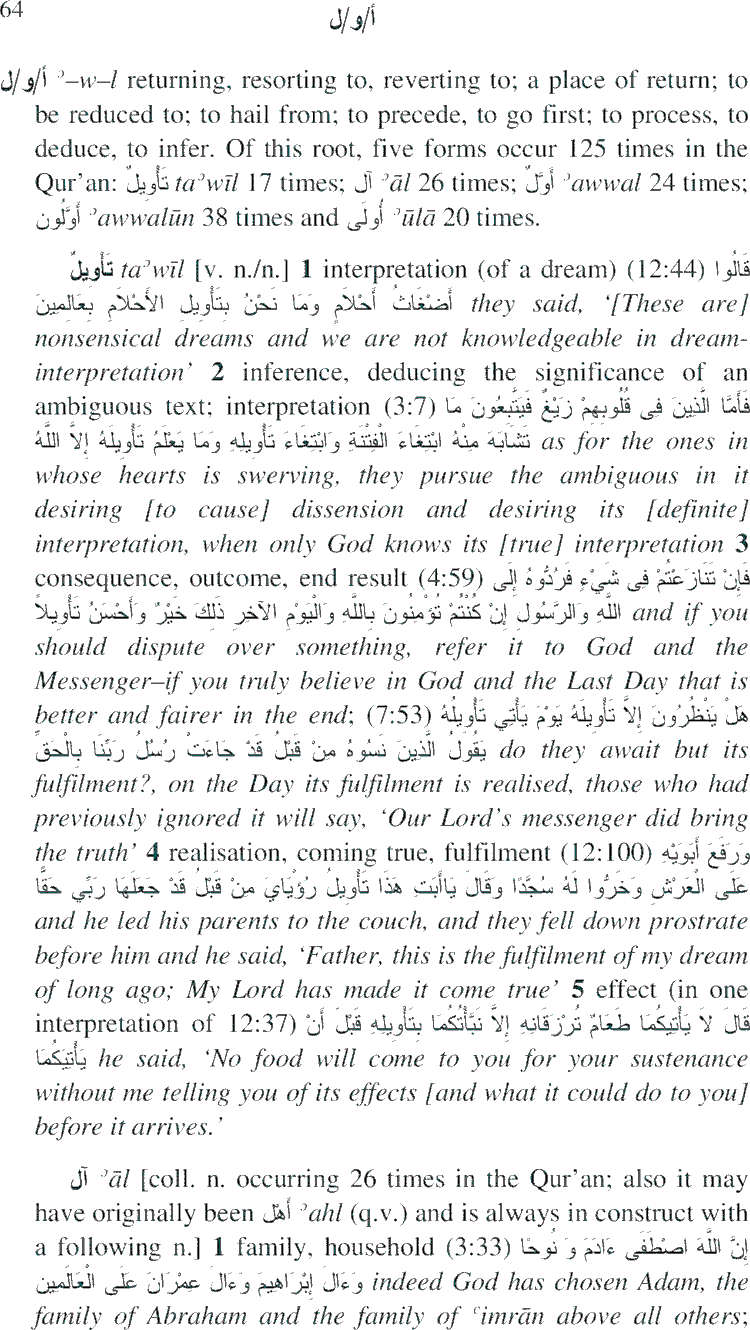 64
أ/و/ل
أ/و/ل ʾ–w–l returning, resorting to, reverting to; a place of return; to
be reduced to; to hail from; to precede, to go first; to process, to
deduce, to infer. Of this root, five forms occur 125 times in the
Qur’an: تَأْوِيلٌ taʾwīl 17 times; آل ʾāl 26 times; أَوَّلٌ ʾawwal 24 times;
أَوَّلُون ʾawwalūn 38 times and أُولَى ʾūlā 20 times.
تَأْوِيلٌ taʾwīl [v. n./n.] 1 interpretation (of a dream) (12:44) قَالُوا
أَضْغَاثُ أَحْلَامٍ وَمَا نَحْنُ بِتَأْوِيلِ الأَحْلَامِ بِعَالِمِينَ they said, ‘[These are]
nonsensical dreams and we are not knowledgeable in dream-
interpretation’ 2 inference, deducing the significance of an
ambiguous text; interpretation (3:7) فَأَمَّا الَّذِينَ فِى قُلُوبِهِمْ زَيْغٌ فَيَتَّبِعُونَ مَا
تَشَابَهَ مِنْهُ ابْتِغَاءَ الْفِتْنَةِ وَابْتِغَاءَ تَأْوِيلِهِ وَمَا يَعْلَمُ تَأْوِيلَهُ إِلاَّ اللَّهُ as for the ones in
whose hearts is swerving, they pursue the ambiguous in it
desiring [to cause] dissension and desiring its [definite]
interpretation, when only God knows its [true] interpretation 3
consequence, outcome, end result (4:59) فَإِنْ تَنَازَعْتُمْ فِى شَيْءٍ فَرُدُّوهُ إِلَى
اللَّهِ وَالرَّسُولِ إِنْ كُنْتُمْ تُؤْمِنُونَ بِاللَّهِ وَالْيَوْمِ الآخِرِ ذَلِكَ خَيْرٌ وَأَحْسَنُ تَأْوِيلاً and if you
should dispute over something, refer it to God and the
Messenger–if you truly believe in God and the Last Day that is
better and fairer in the end; (7:53) هَلْ يَنْظُرُونَ إِلاَّ تَأْوِيلَهُ يَوْمَ يَأْتِي تَأْوِيلُهُ
يَقُولُ الَّذِينَ نَسُوهُ مِنْ قَبْلُ قَدْ جَاءَتْ رُسُلُ رَبِّنَا بِالْحَقِّ do they await but its
fulfilment?, on the Day its fulfilment is realised, those who had
previously ignored it will say, ‘Our Lord’s messenger did bring
the truth’ 4 realisation, coming true, fulfilment (12:100) وَرَفَعَ أَبَوَيْهِ
عَلَى الْعَرْشِ وَخَرُّوا لَهُ سُجَّدًا وَقَالَ يَاأَبَتِ هَذَا تَأْوِيلُ رُؤْيَايَ مِنْ قَبْلُ قَدْ جَعَلَهَا رَبِّي حَقًّا
and he led his parents to the couch, and they fell down prostrate
before him and he said, ‘Father, this is the fulfilment of my dream
of long ago; My Lord has made it come true’ 5 effect (in one
interpretation of 12:37) قَالَ لاَ يَأْتِيكُمَا طَعَامٌ تُرْزَقَانِهِ إِلاَّ نَبَّأْتُكُمَا بِتَأْوِيلِهِ قَبْلَ أَنْ
يَأْتِيَكُمَا he said, ‘No food will come to you for your sustenance
without me telling you of its effects [and what it could do to you]
before it arrives.’
آل ʾāl [coll. n. occurring 26 times in the Qur’an; also it may
have originally been أَهْل ʾahl (q.v.) and is always in construct with
a following n.] 1 family, household (3:33) إِنَّ اللَّهَ اصْطَفَى ءَادَمَ وَ نُوحًا
وَءَالَ إِبْرَاهِيمَ وَءَالَ عِمْرَانَ عَلَى الْعَالَمِينَ indeed God has chosen Adam, the
family of Abraham and the family of ʿimrān above all others;